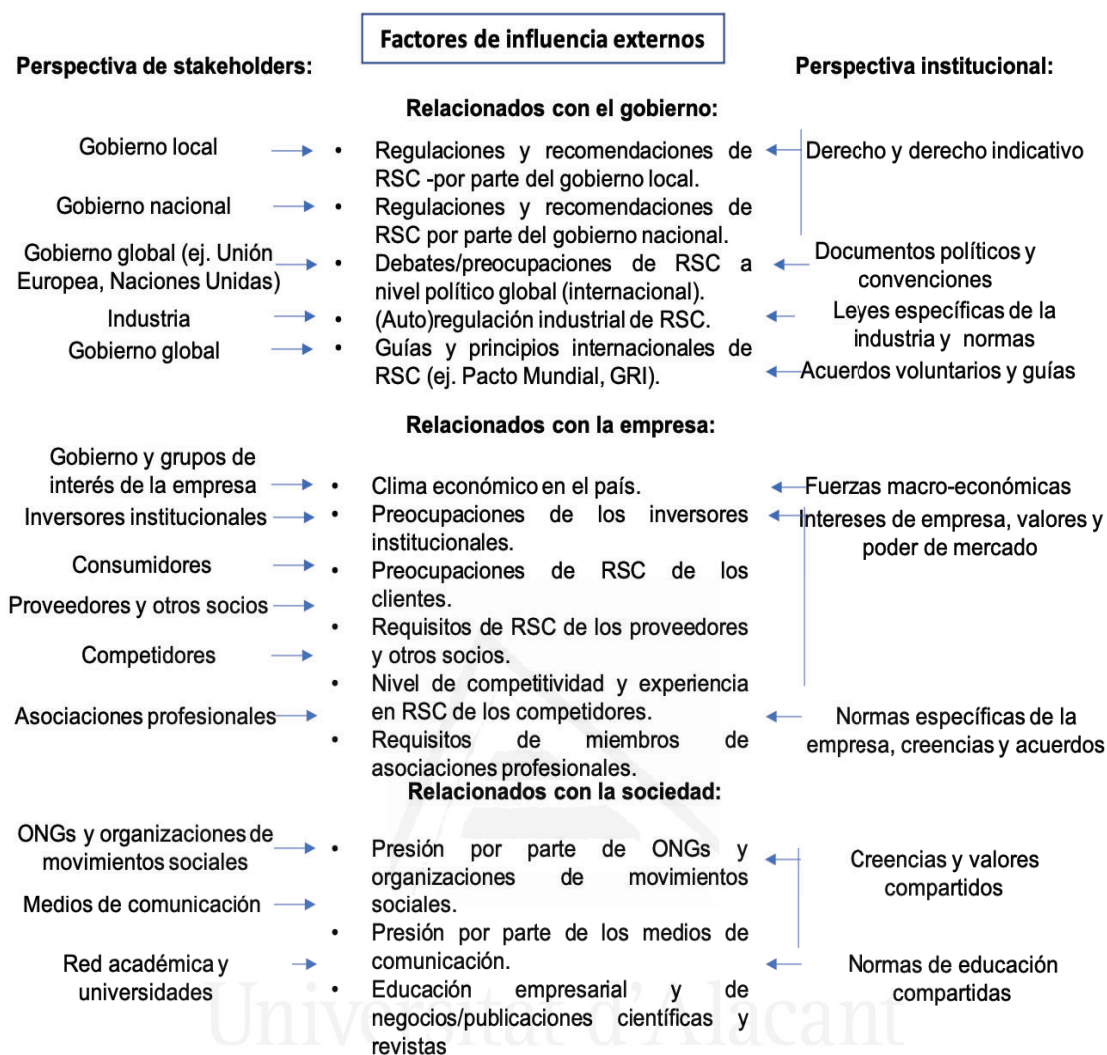 Factores de influencia externos
Perspectiva de stakeholders:
Perspectiva institucional:
Relacionados con el gobierno:
Gobierno local
Gobierno nacional
Gobierno global (ej. Unión
Europea, Naciones Unidas)
Industria
Gobierno global
• Regulaciones y recomendaciones de
RSC -por parte del gobierno local.
• Regulaciones y recomendaciones de
RSC por parte del gobierno nacional.
• Debates/preocupaciones de RSC a
nivel político global (internacional).
• (Auto)regulación industrial de RSC.
• Guías y principios internacionales de
RSC (ej. Pacto Mundial, GRI).
Derecho y derecho indicativo
Documentos políticos y
convenciones
Leyes específicas de la
industria y normas
Acuerdos voluntarios y guías
Relacionados con la empresa:
Gobierno y grupos de
interés de la empresa
Inversores institucionales
Consumidores
Proveedores y otros socios
Competidores
Asociaciones profesionales
• Clima económico en el país.
• Preocupaciones de los inversores
institucionales.
• Preocupaciones de RSC de los
clientes.
• Requisitos de RSC de los proveedores
y otros socios.
• Nivel de competitividad y experiencia
en RSC de los competidores.
• Requisitos de miembros de
asociaciones profesionales.
Fuerzas macro-económicas
Intereses de empresa, valores y
poder de mercado
Normas específicas de la
empresa, creencias y acuerdos
Relacionados con la sociedad:
ONGs y organizaciones de
movimientos sociales
Medios de comunicación
Red académica y
universidades
• Presión por parte de ONGs y
organizaciones de movimientos
sociales.
• Presión por parte de los medios de
comunicación.
• Educación empresarial y de
negocios/publicaciones científicas y
revistas
Creencias y valores
compartidos
Normas de educación
compartidas
Universitat d'Alacant